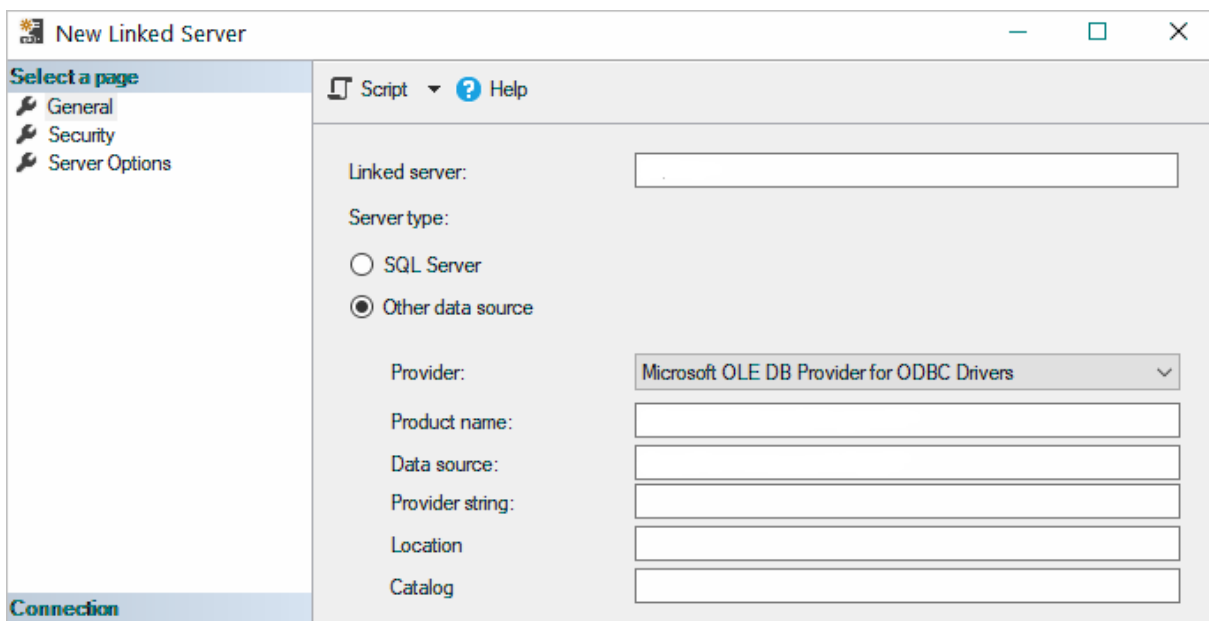 New Linked Server
Select a page
General
Security
Server Options
Connection
Script Help
Linked server:
Server type:
SQL Server
Other data source
Provider: Microsoft OLE DB Provider for ODBC Drivers
Product name:
Data source:
Provider string:
Location
Catalog